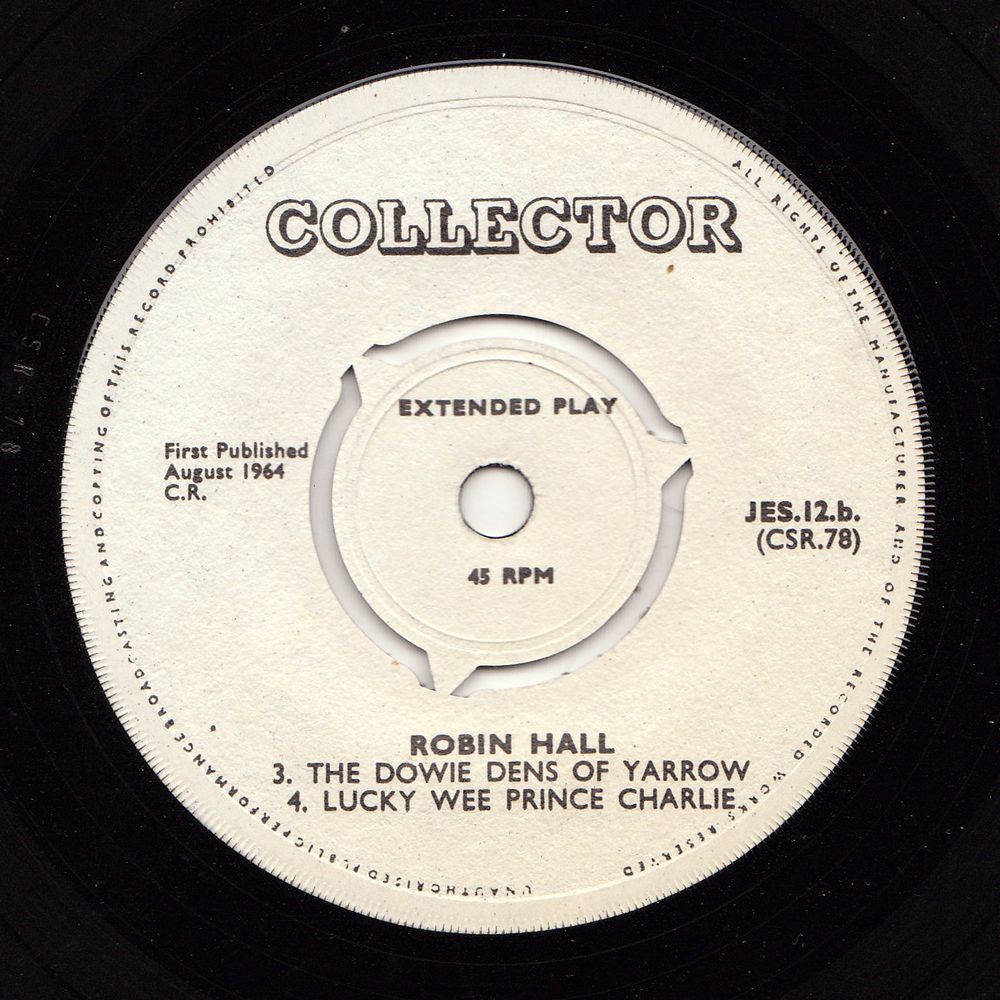 COLLECTOR
EXTENDED PLAY
First Published
August 1964
C.R.
JES.12.b.
(CSR.78)
45 RPM
ROBIN HALL
3. THE DOWIE DENS OF YARROW
4. LUCKY WEE PRINCE CHARLIE
ALL RIGHTS OF THE MANUFACTURER AND OF THE RECORDED WORKS RESERVED
UNAUTHORISED PUBLIC PERFORMANCE BROADCASTING AND COPYING OF THIS RECORD PROHIBITED
CSR 78